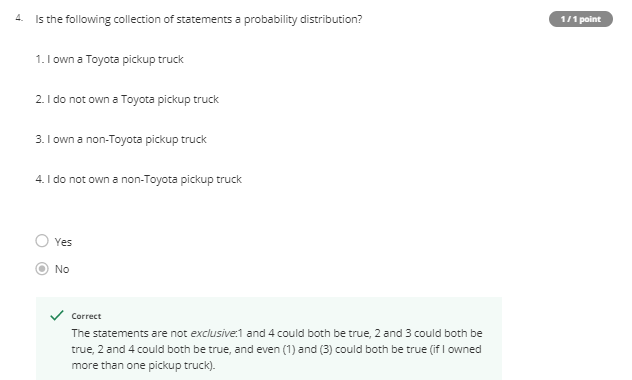 4. Is the following collection of statements a probability distribution?
1 / 1 point
1. I own a Toyota pickup truck
2. I do not own a Toyota pickup truck
3. I own a non-Toyota pickup truck
4. I do not own a non-Toyota pickup truck
Yes
No
Correct
The statements are not exclusive:1 and 4 could both be true, 2 and 3 could both be
true, 2 and 4 could both be true, and even (1) and (3) could both be true (if I owned
more than one pickup truck).